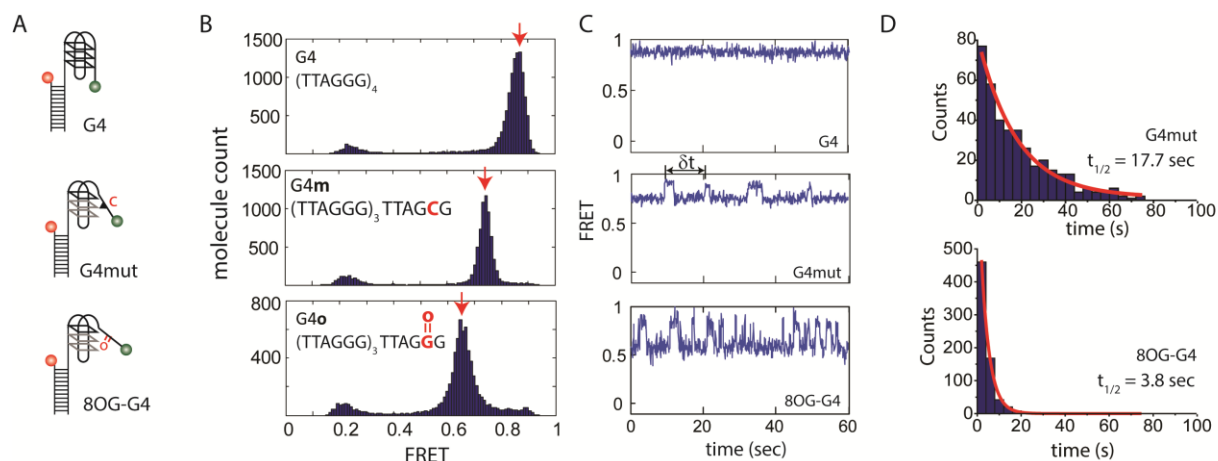 A
G4
C
G4mut
O
8OG-G4
B
molecule count
1500
1000
500
G4
(TTAGGG)4
1500
1000
500
G4m
(TTAGGG)3 TTAGCG
800
400
G4o
O
(TTAGGG)3 TTAGGG
0 0.2 0.4 0.6 0.8 1
FRET
C
FRET
1
0.5
0
G4
1
δt
0.5
0
G4mut
1
0.5
0
8OG-G4
0 20 40 60
time (sec)
D
Counts
80
60
40
20
0
G4mut
t1/2 = 17.7 sec
0 20 40 60 80 100
time (s)
Counts
500
400
300
200
100
0
8OG-G4
t1/2 = 3.8 sec
0 20 40 60 80 100
time (s)